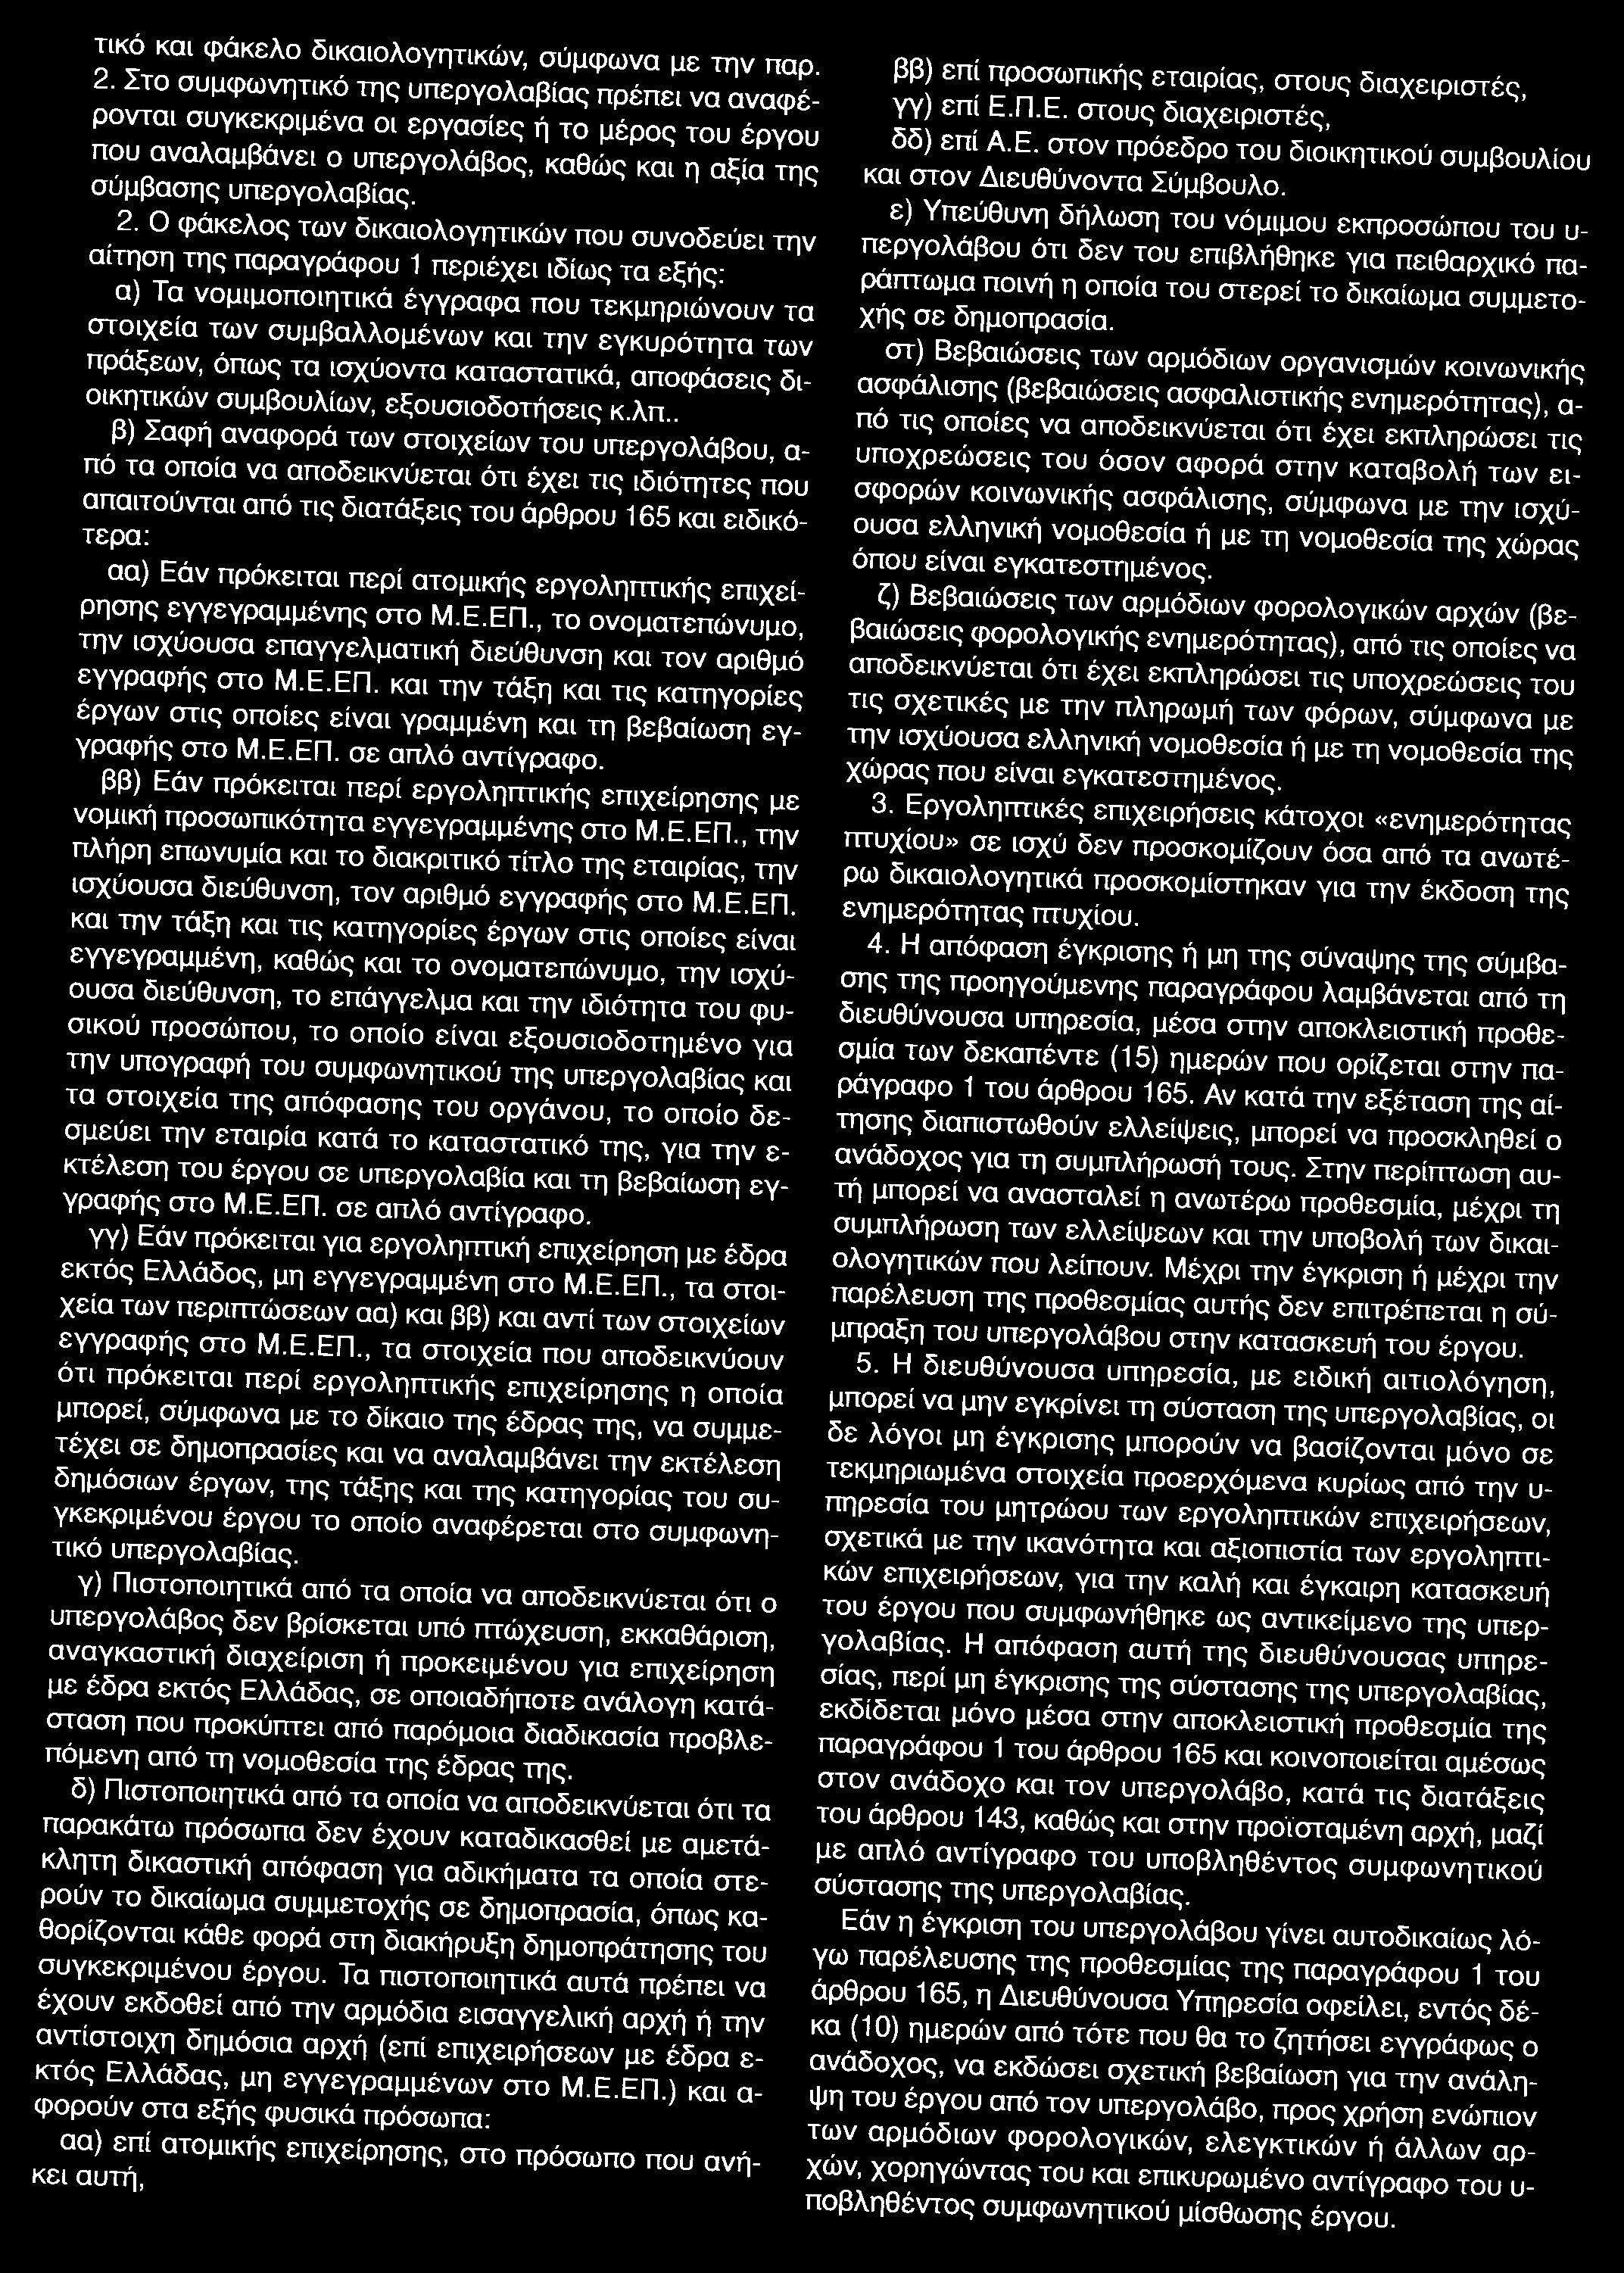 τικό και φάκελο δικαιολογητικών, σύμφωνα με την παρ.
2. Στο συμφωνητικό της υπεργολαβίας πρέπει να αναφέ-
ρονται συγκεκριμένα οι εργασίες ή το μέρος του έργου
που αναλαμβάνει ο υπεργολάβος, καθώς και η αξία της
σύμβασης υπεργολαβίας.
2. Ο φάκελος των δικαιολογητικών που συνοδεύει την
αίτηση της παραγράφου 1 περιέχει ιδίως τα εξής:
α) Τα νομιμοποιητικά έγγραφα που τεκμηριώνουν τα
στοιχεία των συμβαλλομένων και την εγκυρότητα των
πράξεων, όπως τα ισχύοντα καταστατικά, αποφάσεις δι-
οικητικών συμβουλίων, εξουσιοδοτήσεις κ.λπ..
β) Σαφή αναφορά των στοιχείων του υπεργολάβου, α-
πό τα οποία να αποδεικνύεται ότι έχει τις ιδιότητες που
απαιτούνται από τις διατάξεις του άρθρου 165 και ειδικό-
τερα:
αα) Εάν πρόκειται περί ατομικής εργοληπτικής επιχεί-
ρησης εγγεγραμμένης στο Μ.Ε.ΕΠ., το ονοματεπώνυμο,
την ισχύουσα επαγγελματική διεύθυνση και τον αριθμό
εγγραφής στο Μ.Ε.ΕΠ. και την τάξη και τις κατηγορίες
έργων στις οποίες είναι γραμμένη και τη βεβαίωση εγ-
γραφής στο Μ.Ε.ΕΠ. σε απλό αντίγραφο.
ββ) Εάν πρόκειται περί εργοληπτικής επιχείρησης με
νομική προσωπικότητα εγγεγραμμένης στο Μ.Ε.ΕΠ., την
πλήρη επωνυμία και το διακριτικό τίτλο της εταιρίας, την
ισχύουσα διεύθυνση, τον αριθμό εγγραφής στο Μ.Ε.ΕΠ.
και την τάξη και τις κατηγορίες έργων στις οποίες είναι
εγγεγραμμένη, καθώς και το ονοματεπώνυμο, την ισχύ-
ουσα διεύθυνση, το επάγγελμα και την ιδιότητα του φυ-
σικού προσώπου, το οποίο είναι εξουσιοδοτημένο για
την υπογραφή του συμφωνητικού της υπεργολαβίας και
τα στοιχεία της απόφασης του οργάνου, το οποίο δε-
σμεύει την εταιρία κατά το καταστατικό της, για την ε-
κτέλεση του έργου σε υπεργολαβία και τη βεβαίωση εγ-
γραφής στο Μ.Ε.ΕΠ. σε απλό αντίγραφο.
γγ) Εάν πρόκειται για εργοληπτική επιχείρηση με έδρα
εκτός Ελλάδος, μη εγγεγραμμένη στο Μ.Ε.ΕΠ., τα στοι-
χεία των περιπτώσεων αα) και ββ) και αντί των στοιχείων
εγγραφής στο Μ.Ε.ΕΠ., τα στοιχεία που αποδεικνύουν
ότι πρόκειται περί εργοληπτικής επιχείρησης η οποία
μπορεί, σύμφωνα με το δίκαιο της έδρας της, να συμμε-
τέχει σε δημοπρασίες και να αναλαμβάνει την εκτέλεση
δημόσιων έργων, της τάξης και της κατηγορίας του συ-
γκεκριμένου έργου το οποίο αναφέρεται στο συμφωνη-
τικό υπεργολαβίας.
γ) Πιστοποιητικά από τα οποία να αποδεικνύεται ότι ο
υπεργολάβος δεν βρίσκεται υπό πτώχευση, εκκαθάριση,
αναγκαστική διαχείριση ή προκειμένου για επιχείρηση
με έδρα εκτός Ελλάδας, σε οποιαδήποτε ανάλογη κατά-
σταση που προκύπτει από παρόμοια διαδικασία προβλε-
πόμενη από τη νομοθεσία της έδρας της.
δ) Πιστοποιητικά από τα οποία να αποδεικνύεται ότι τα
παρακάτω πρόσωπα δεν έχουν καταδικασθεί με αμετά-
κλητη δικαστική απόφαση για αδικήματα τα οποία στε-
ρούν το δικαίωμα συμμετοχής σε δημοπρασία, όπως κα-
θορίζονται κάθε φορά στη διακήρυξη δημοπράτησης του
συγκεκριμένου έργου. Τα πιστοποιητικά αυτά πρέπει να
έχουν εκδοθεί από την αρμόδια εισαγγελική αρχή ή την
αντίστοιχη δημόσια αρχή (επί επιχειρήσεων με έδρα ε-
κτός Ελλάδας, μη εγγεγραμμένων στο Μ.Ε.ΕΠ.) και α-
φορούν στα εξής φυσικά πρόσωπα:
αα) επί ατομικής επιχείρησης, στο πρόσωπο που ανή-
κει αυτή,
ββ) επί προσωπικής εταιρίας, στους διαχειριστές,
γγ) επί Ε.Π.Ε. στους διαχειριστές,
δδ) επί Α.Ε. στον πρόεδρο του διοικητικού συμβουλίου
και στον Διευθύνοντα Σύμβουλο.
ε) Υπεύθυνη δήλωση του νόμιμου εκπροσώπου του υ-
περγολάβου ότι δεν του επιβλήθηκε για πειθαρχικό πα-
ράπτωμα ποινή η οποία του στερεί το δικαίωμα συμμετο-
χής σε δημοπρασία.
στ) Βεβαιώσεις των αρμόδιων οργανισμών κοινωνικής
ασφάλισης (βεβαιώσεις ασφαλιστικής ενημερότητας), α-
πό τις οποίες να αποδεικνύεται ότι έχει εκπληρώσει τις
υποχρεώσεις του όσον αφορά στην καταβολή των ει-
σφορών κοινωνικής ασφάλισης, σύμφωνα με την ισχύ-
ουσα ελληνική νομοθεσία ή με τη νομοθεσία της χώρας
όπου είναι εγκατεστημένος.
ζ) Βεβαιώσεις των αρμόδιων φορολογικών αρχών (βε-
βαιώσεις φορολογικής ενημερότητας), από τις οποίες να
αποδεικνύεται ότι έχει εκπληρώσει τις υποχρεώσεις του
τις σχετικές με την πληρωμή των φόρων, σύμφωνα με
την ισχύουσα ελληνική νομοθεσία ή με τη νομοθεσία της
χώρας που είναι εγκατεστημένος.
3. Εργοληπτικές επιχειρήσεις κάτοχοι «ενημερότητας
πτυχίου» σε ισχύ δεν προσκομίζουν όσα από τα ανωτέ-
ρω δικαιολογητικά προσκομίστηκαν για την έκδοση της
ενημερότητας πτυχίου.
4. Η απόφαση έγκρισης ή μη της σύναψης της σύμβα-
σης της προηγούμενης παραγράφου λαμβάνεται από τη
διευθύνουσα υπηρεσία, μέσα στην αποκλειστική προθε-
σμία των δεκαπέντε (15) ημερών που ορίζεται στην πα-
ράγραφο 1 του άρθρου 165. Αν κατά την εξέταση της αί-
τησης διαπιστωθούν ελλείψεις, μπορεί να προσκληθεί ο
ανάδοχος για τη συμπλήρωσή τους. Στην περίπτωση αυ-
τή μπορεί να ανασταλεί η ανωτέρω προθεσμία, μέχρι τη
συμπλήρωση των ελλείψεων και την υποβολή των δικαι-
ολογητικών που λείπουν. Μέχρι την έγκριση ή μέχρι την
παρέλευση της προθεσμίας αυτής δεν επιτρέπεται η σύ-
μπραξη του υπεργολάβου στην κατασκευή του έργου.
5. Η διευθύνουσα υπηρεσία, με ειδική αιτιολόγηση,
μπορεί να μην εγκρίνει τη σύσταση της υπεργολαβίας, οι
δε λόγοι μη έγκρισης μπορούν να βασίζονται μόνο σε
τεκμηριωμένα στοιχεία προερχόμενα κυρίως από την υ-
πηρεσία του μητρώου των εργοληπτικών επιχειρήσεων,
σχετικά με την ικανότητα και αξιοπιστία των εργοληπτι-
κών επιχειρήσεων, για την καλή και έγκαιρη κατασκευή
του έργου που συμφωνήθηκε ως αντικείμενο της υπερ-
γολαβίας. Η απόφαση αυτή της διευθύνουσας υπηρε-
σίας, περί μη έγκρισης της σύστασης της υπεργολαβίας,
εκδίδεται μόνο μέσα στην αποκλειστική προθεσμία της
παραγράφου 1 του άρθρου 165 και κοινοποιείται αμέσως
στον ανάδοχο και τον υπεργολάβο, κατά τις διατάξεις
του άρθρου 143, καθώς και στην προϊσταμένη αρχή, μαζί
με απλό αντίγραφο του υποβληθέντος συμφωνητικού
σύστασης της υπεργολαβίας.
Εάν η έγκριση του υπεργολάβου γίνει αυτοδικαίως λό-
γω παρέλευσης της προθεσμίας της παραγράφου 1 του
άρθρου 165, η Διευθύνουσα Υπηρεσία οφείλει, εντός δέ-
κα (10) ημερών από τότε που θα το ζητήσει εγγράφως ο
ανάδοχος, να εκδώσει σχετική βεβαίωση για την ανάλη-
ψη του έργου από τον υπεργολάβο, προς χρήση ενώπιον
των αρμόδιων φορολογικών, ελεγκτικών ή άλλων αρ-
χών, χορηγώντας του και επικυρωμένο αντίγραφο του υ-
ποβληθέντος συμφωνητικού μίσθωσης έργου.